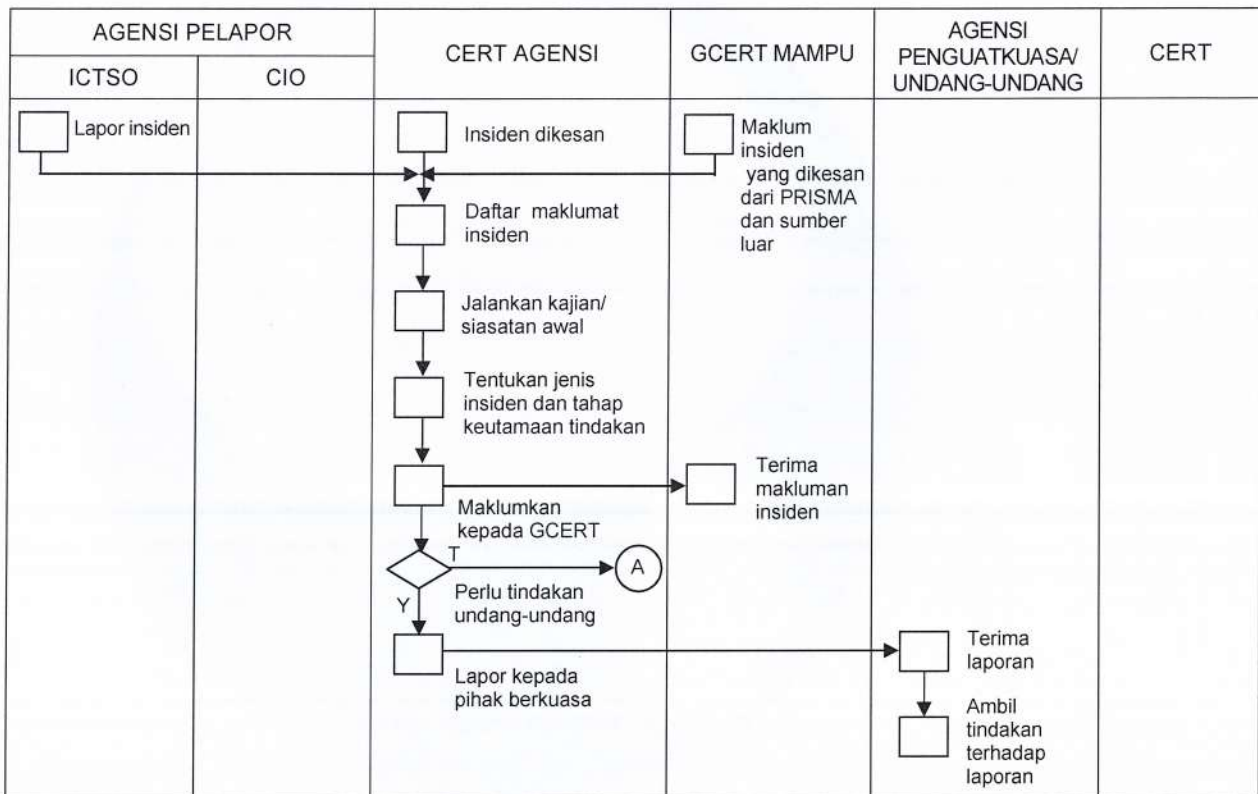 AGENSI PELAPOR
CERT AGENSI
GCERT MAMPU
AGENSI
PENGUATKUASA/
UNDANG-UNDANG
CERT
ICTSO
CIO
Lapor insiden
Insiden dikesan
Maklum
insiden
yang dikesan
dari PRISMA
dan sumber
luar
Daftar maklumat
insiden
Jalankan kajian/
siasatan awal
Tentukan jenis
insiden dan tahap
keutamaan tindakan
Maklumkan
kepada GCERT
Terima
makluman
insiden
T
A
Perlu tindakan
undang-undang
Y
Lapor kepada
pihak berkuasa
Terima
laporan
Ambil
tindakan
terhadap
laporan